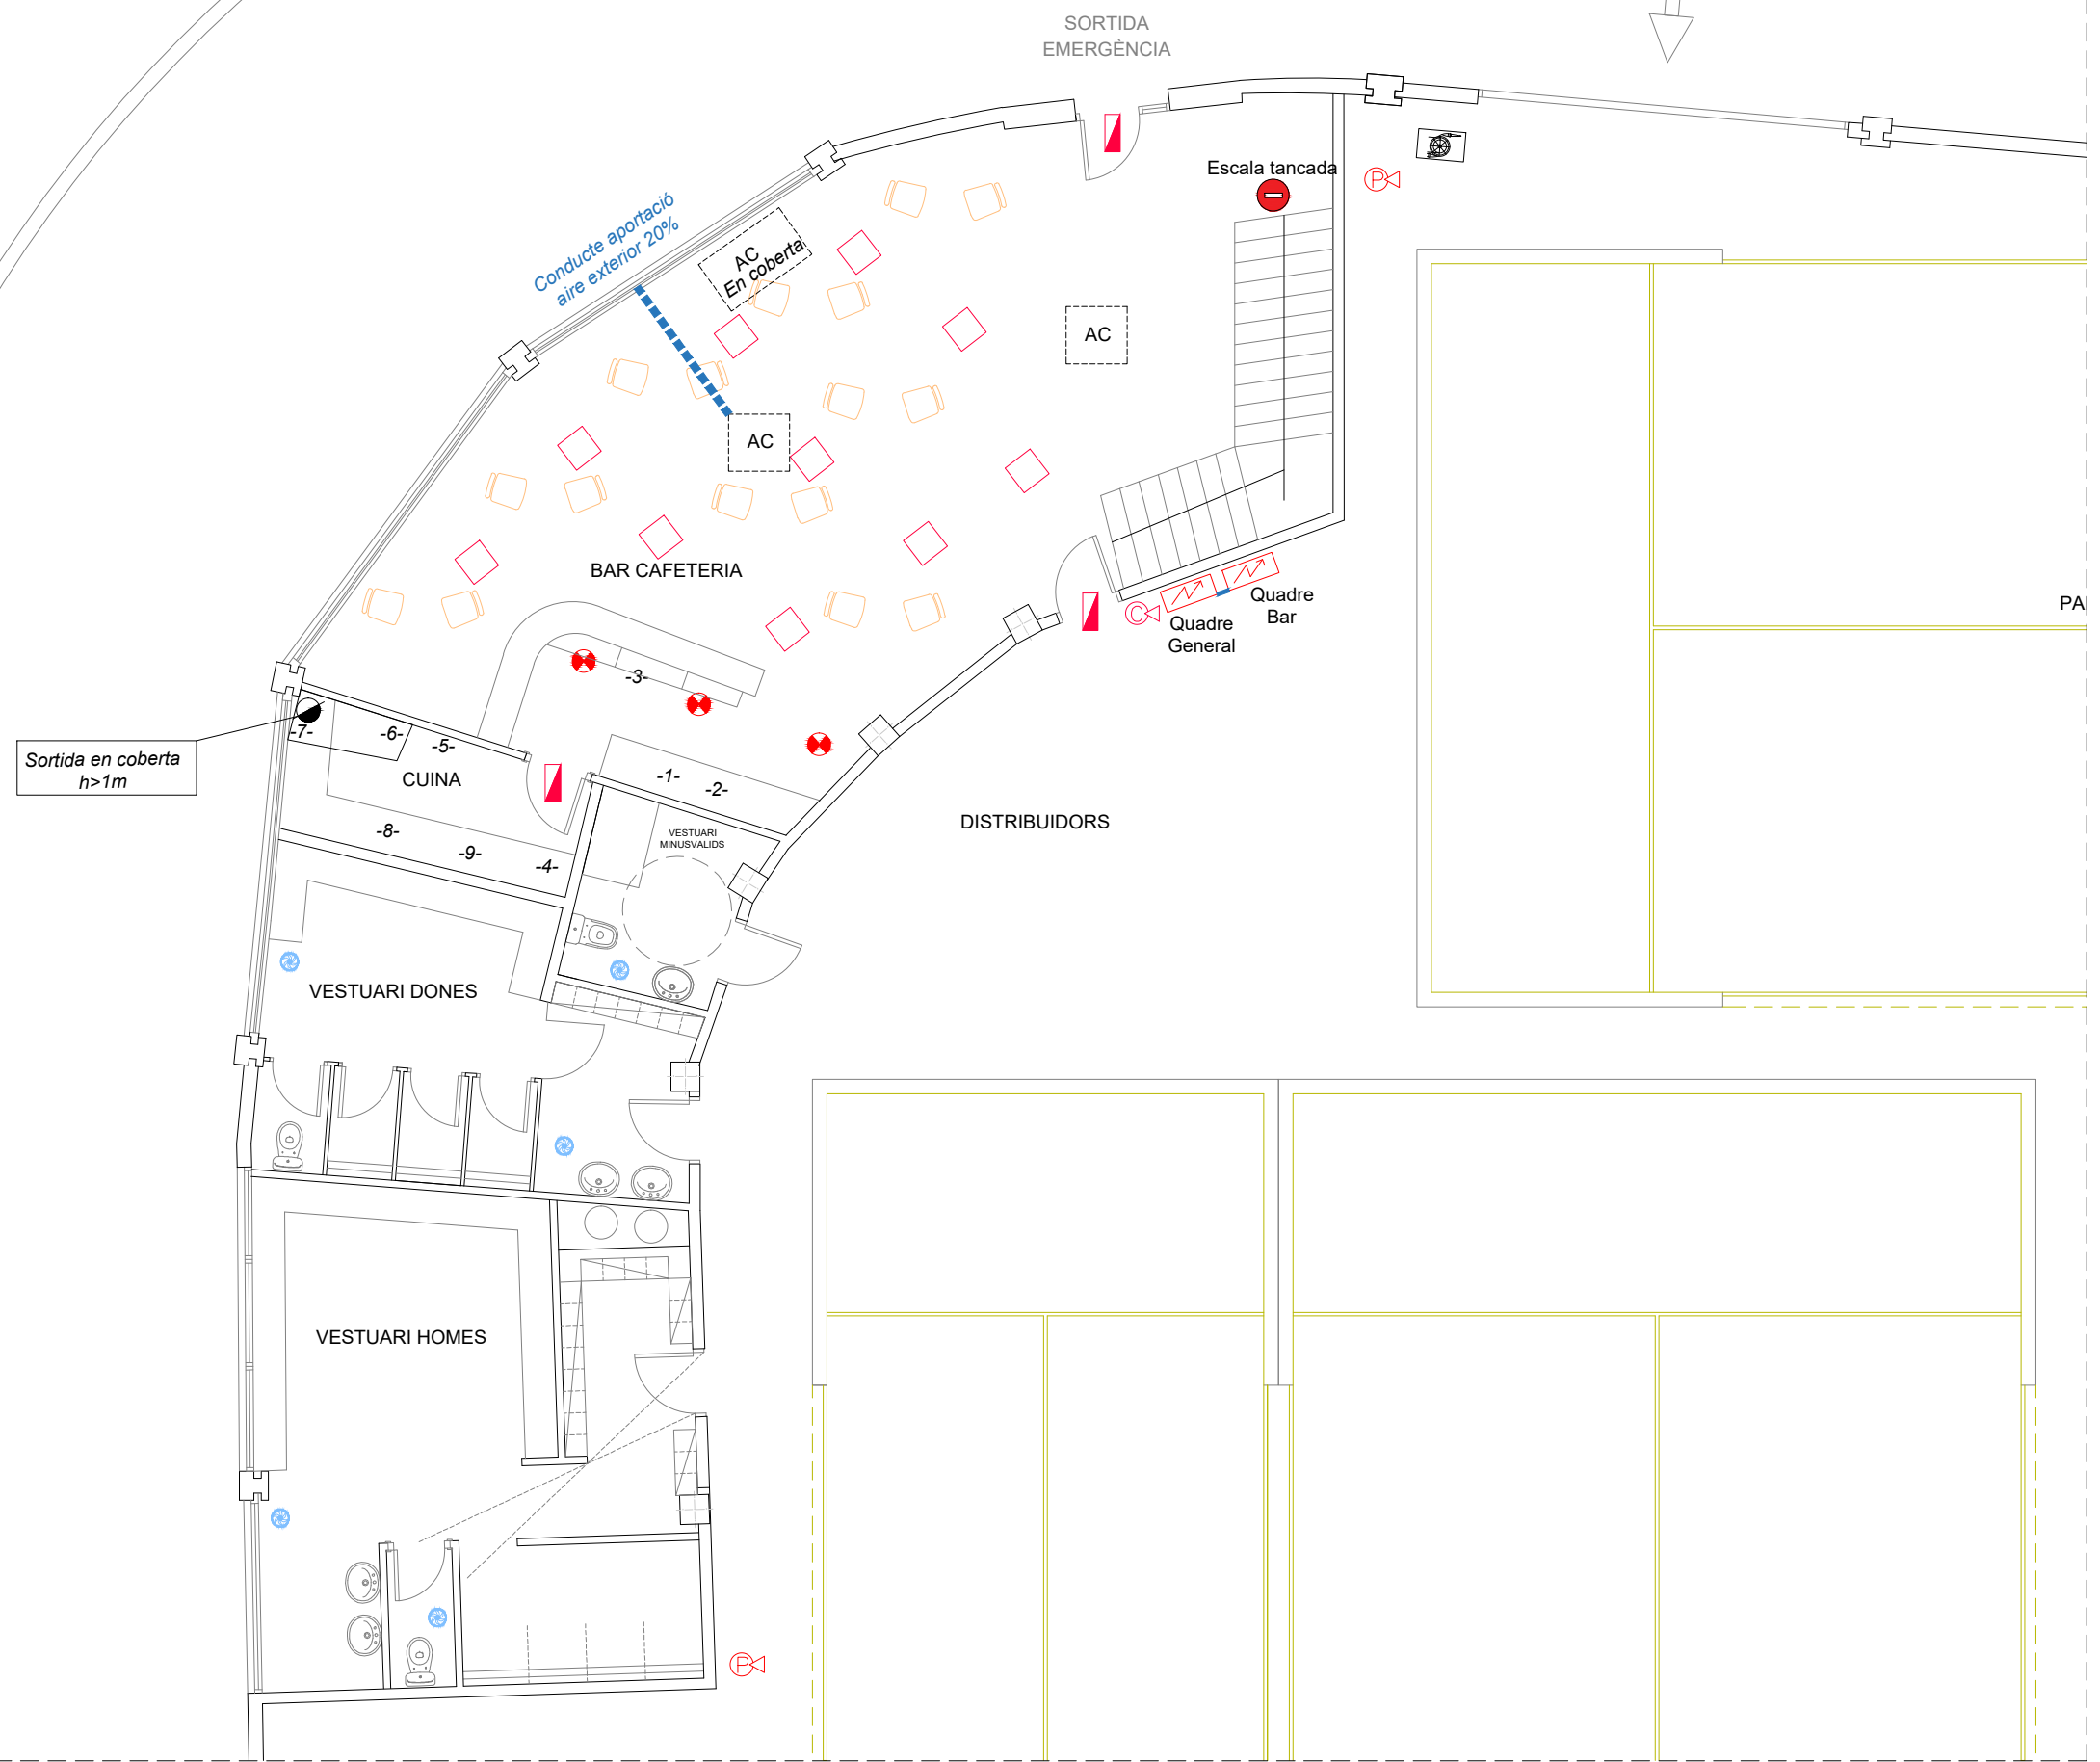 SORTIDA
EMERGÈNCIA
Escala tancada
P
Conducte aportació
aire exterior 20%
AC
En coberta
AC
AC
BAR CAFETERIA
C
Quadre
General
Quadre
Bar
PA
-3-
-7-
-6-
-5-
Sortida en coberta
h>1m
CUINA
-1-
-2-
-8-
-9-
-4-
VESTUARI
MINUSVALIDS
DISTRIBUIDORS
VESTUARI DONES
VESTUARI HOMES
P